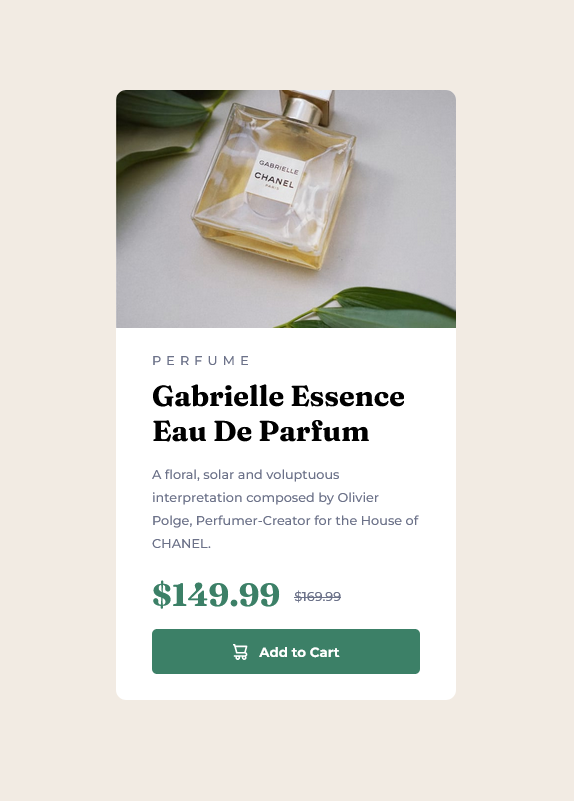 GABRIELLE
CHANEL
PARIS
PERFUME
Gabrielle Essence
Eau De Parfum
A floral, solar and voluptuous
interpretation composed by Olivier
Polge, Perfumer-Creator for the House of
CHANEL.
$149.99 $169.99
Add to Cart